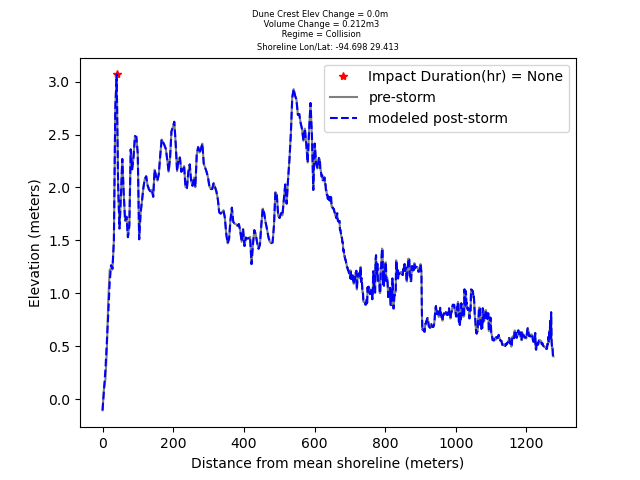 Dune Crest Elev Change = 0.0m
Volume Change = 0.212m3
Regime = Collision
Shoreline Lon/Lat: -94.698 29.413
Impact Duration(hr) = None
pre-storm
modeled post-storm
3.0
2.5
2.0
1.5
1.0
0.5
0.0
Elevation (meters)
0 200 400 600 800 1000 1200
Distance from mean shoreline (meters)